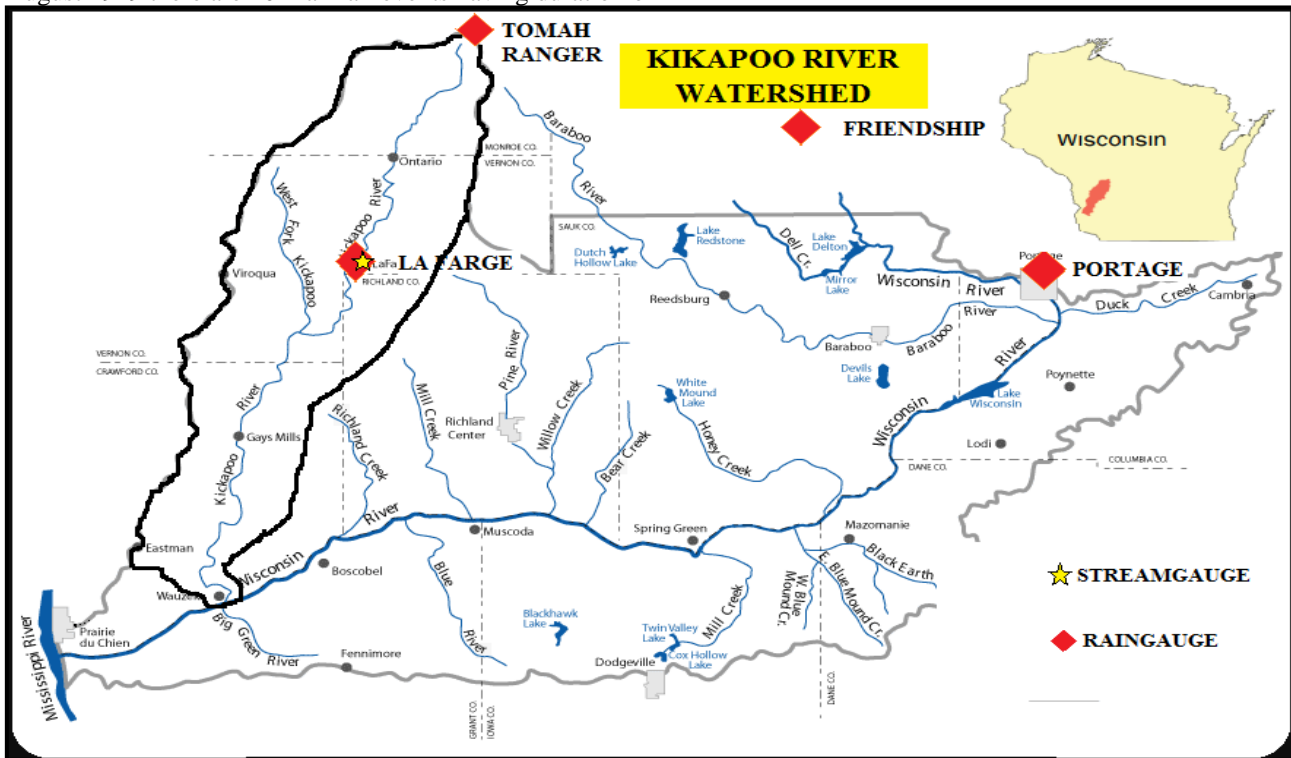 TOMAH
RANGER
KIKAPOO RIVER
WATERSHED
FRIENDSHIP
WISCONSIN
Baraboo
River
MONROE CO.
VERNON CO.
Ontario
West
Fork
Kickapoo
River
Kickapoo
LaFa
LA FARGE
RICHLAND CO.
Viroqua
SAUK CO.
Dutch
Hollow Lake
Lake
Redstone
Dell Cr.
Lake
Delton
Mirror
Lake
Wisconsin
River
Portage
PORTAGE
Duck
Creek
Cambria
Reedsburg
Baraboo
Baraboo
River
River
Devils
Lake
Poynette
Lake
Wisconsin
Wisconsin
Lodi
DANE CO.
COLUMBIA CO.
VERNON CO.
CRAWFORD CO.
River
Gays Mills
Kickapoo
Richland Creek
Mill Creek
Pine River
Richland
Center
Willow Creek
Bear Creek
White
Mound
Lake
Honey Creek
Eastman
Wauzeka
Wisconsin
River
Boscobel
Muscoda
Spring Green
Mazomanie
Black Earth
E. Blue Mound Cr.
W. Blue
Mound Cr.
Mill Creek
Blue
River
Blackhawk
Lake
Twin Valley
Lake
Cox Hollow
Lake
Dodgeville
Big
Green
River
Fennimore
Prairie
du Chien
Mississippi River
GRANT CO.
IOWA CO.
DANE CO.
STREAMGAUGE
RAINGAUGE